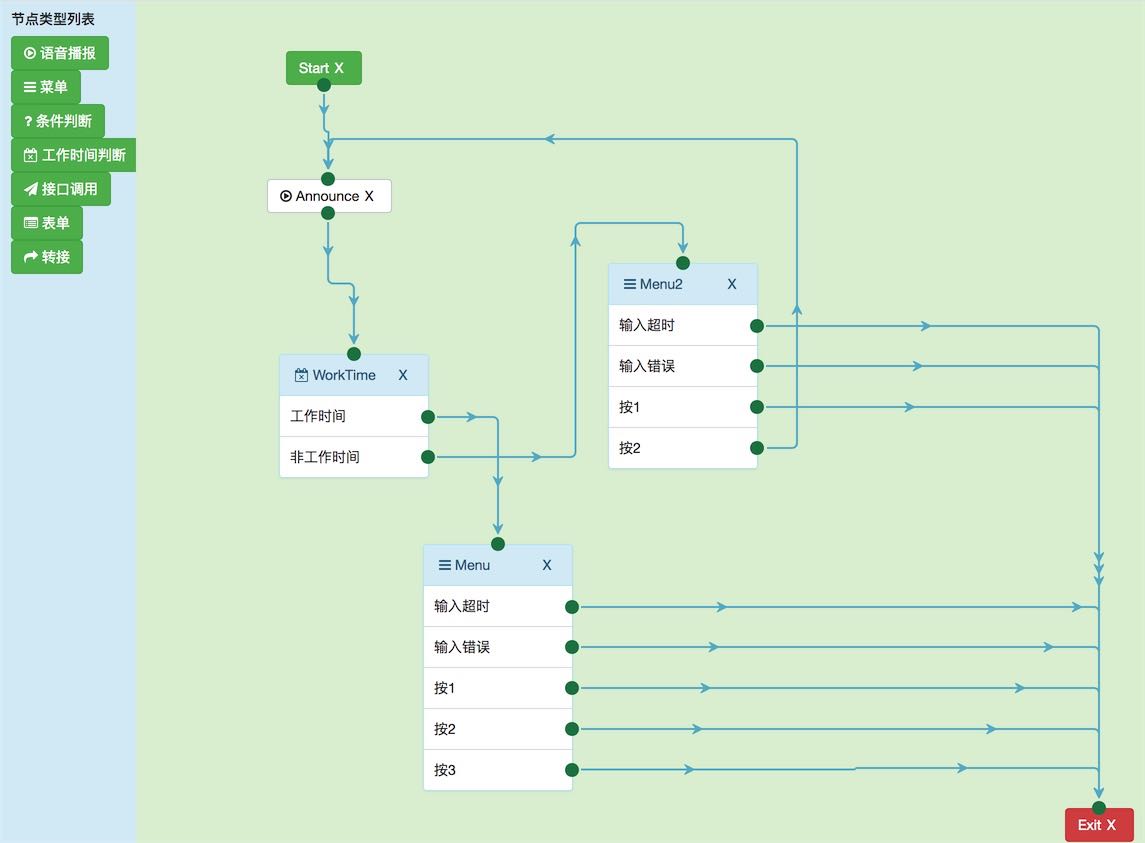 节点类型列表
语音播报
菜单
? 条件判断
工作时间判断
接口调用
表单
转接
Start X
Announce X
WorkTime X
工作时间
非工作时间
Menu2 X
输入超时
输入错误
按1
按2
Menu X
输入超时
输入错误
按1
按2
按3
Exit X